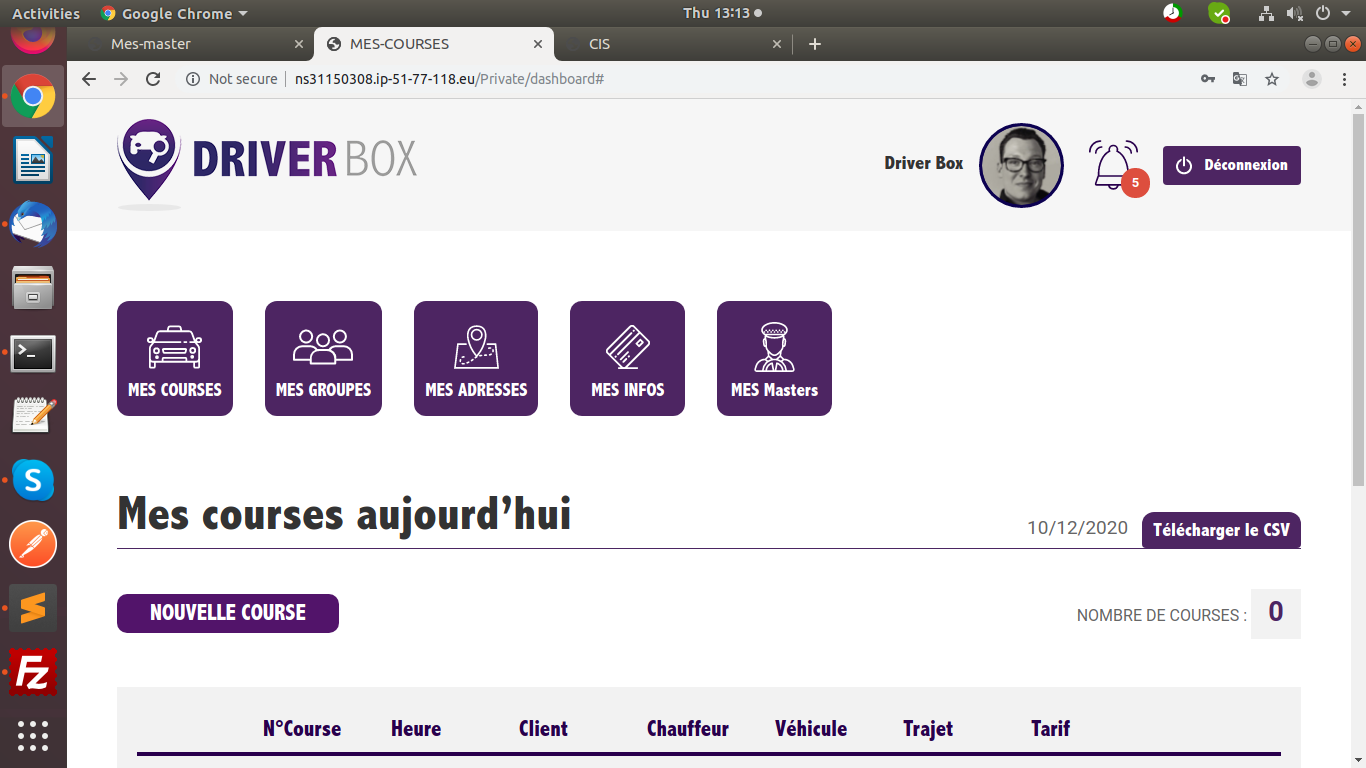 Activities Google Chrome Thu 13:13
Mes-master MES-COURSES CIS
Not secure ns31150308.ip-51-77-118.eu/Private/dashboard#
DRIVER BOX
Driver Box
5
Déconnexion
MES COURSES
MES GROUPES
MES ADRESSES
MES INFOS
MES Masters
Mes courses aujourd'hui
10/12/2020
Télécharger le CSV
NOUVELLE COURSE
NOMBRE DE COURSES : 0
N°Course Heure Client Chauffeur Véhicule Trajet Tarif
S
Fz
>_